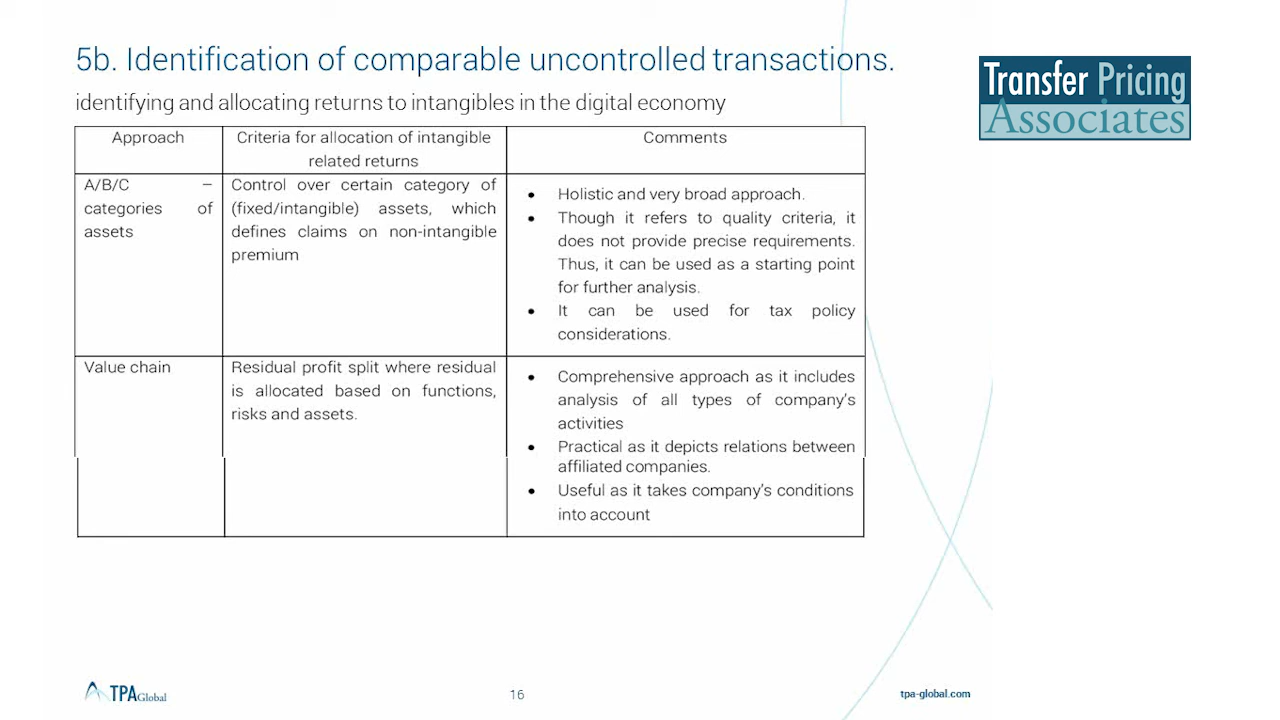 5b. Identification of comparable uncontrolled transactions.
identifying and allocating returns to intangibles in the digital economy
Transfer Pricing
Associates
Approach
Criteria for allocation of intangible
related returns
Comments
A/B/C –
categories of
assets
Control over certain category of
(fixed/intangible) assets, which
defines claims on non-intangible
premium
• Holistic and very broad approach.
• Though it refers to quality criteria, it
does not provide precise requirements.
Thus, it can be used as a starting point
for further analysis.
• It can be used for tax policy
considerations.
Value chain
Residual profit split where residual
is allocated based on functions,
risks and assets.
• Comprehensive approach as it includes
analysis of all types of company's
activities
• Practical as it depicts relations between
affiliated companies.
• Useful as it takes company's conditions
into account
TPA Global
16
tpa-global.com